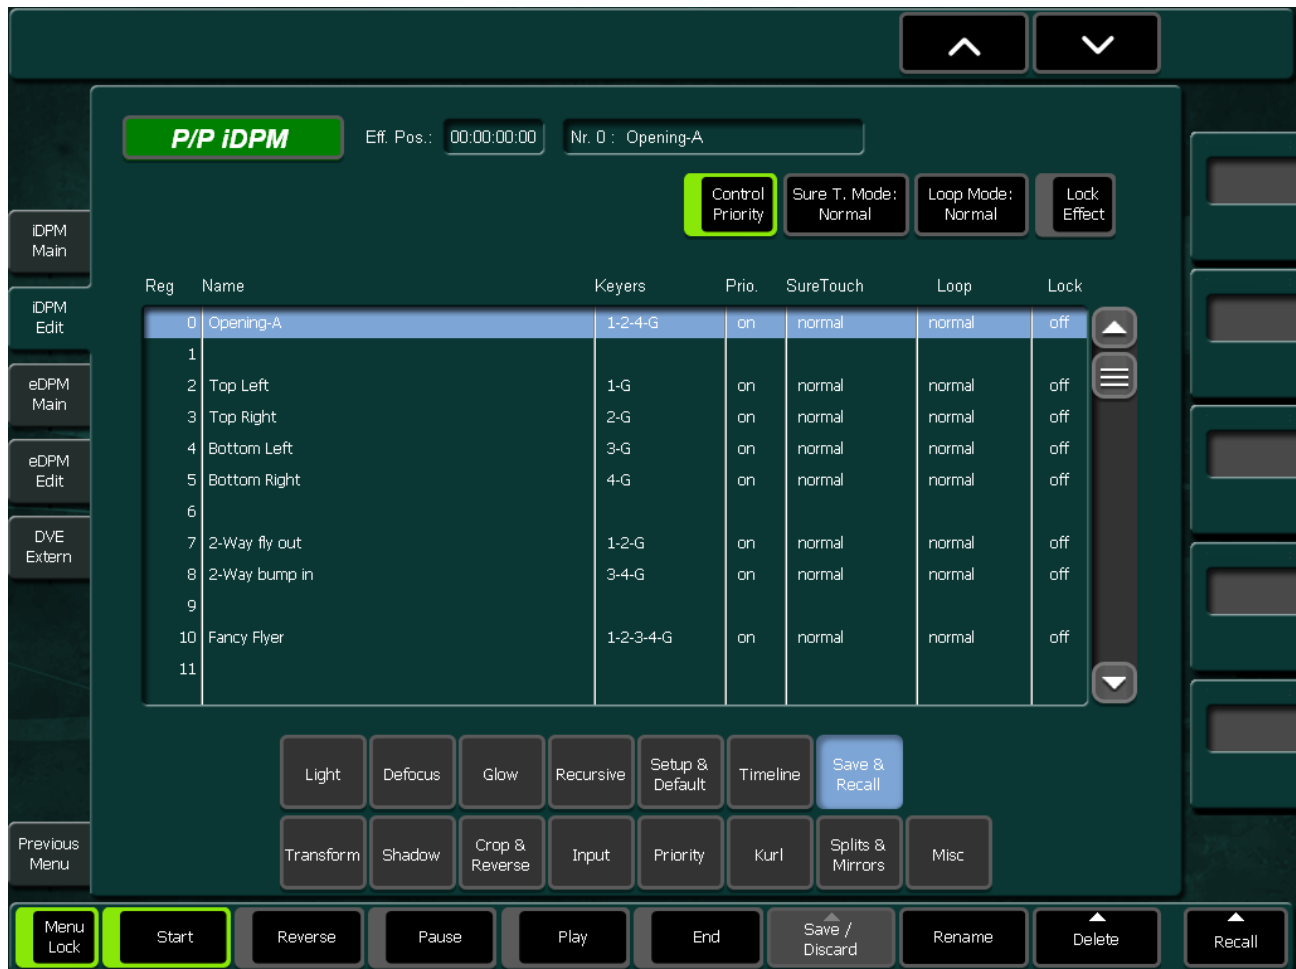 P/P iDPM Eff. Pos.: 00:00:00:00 Nr. 0 : Opening-A
Control Priority Sure T. Mode: Normal Loop Mode: Normal Lock Effect
iDPM
Main
iDPM
Edit
eDPM
Main
eDPM
Edit
DVE
Extern
Previous
Menu
Reg Name Keyers Prio. SureTouch Loop Lock
0 Opening-A 1-2-4-G on normal normal off
1
2 Top Left 1-G on normal normal off
3 Top Right 2-G on normal normal off
4 Bottom Left 3-G on normal normal off
5 Bottom Right 4-G on normal normal off
6
7 2-Way fly out 1-2-G on normal normal off
8 2-Way bump in 3-4-G on normal normal off
9
10 Fancy Flyer 1-2-3-4-G on normal normal off
11
Light Defocus Glow Recursive Setup & Default Timeline Save & Recall
Transform Shadow Crop & Reverse Input Priority Kurl Splits & Mirrors Misc
Menu Lock Start Reverse Pause Play End Save / Discard Rename Delete Recall